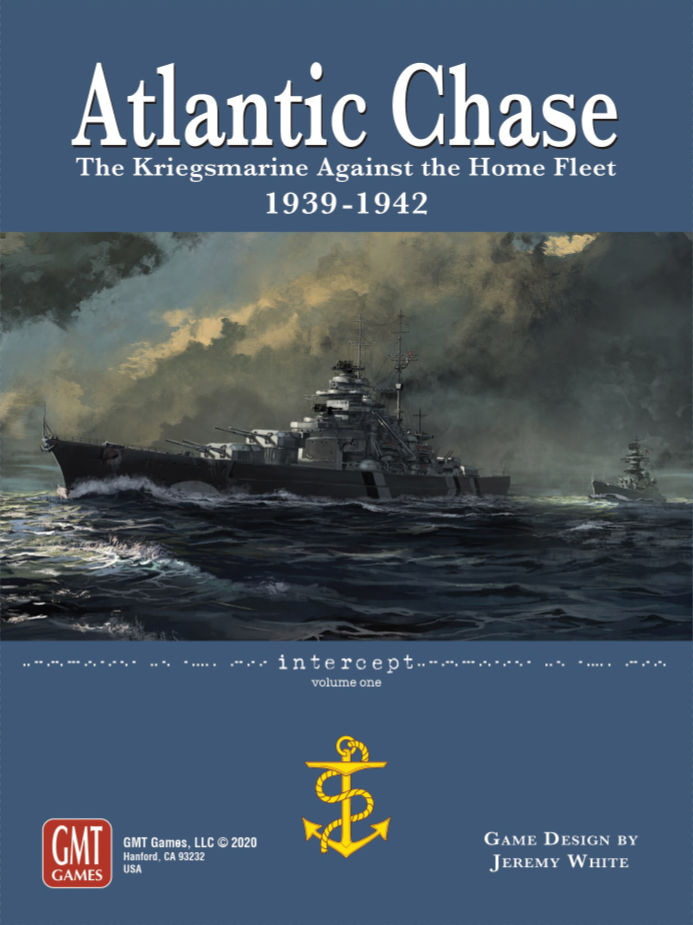 Atlantic Chase
The Kriegsmarine Against the Home Fleet
1939-1942
intercept
volume one
GMT
GAMES
GMT Games, LLC © 2020
Hanford, CA 93232
USA
GAME DESIGN BY
JEREMY WHITE